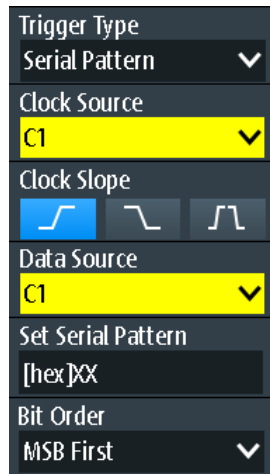 Trigger Type
Serial Pattern
Clock Source
C1
Clock Slope
Data Source
C1
Set Serial Pattern
[hex]XX
Bit Order
MSB First